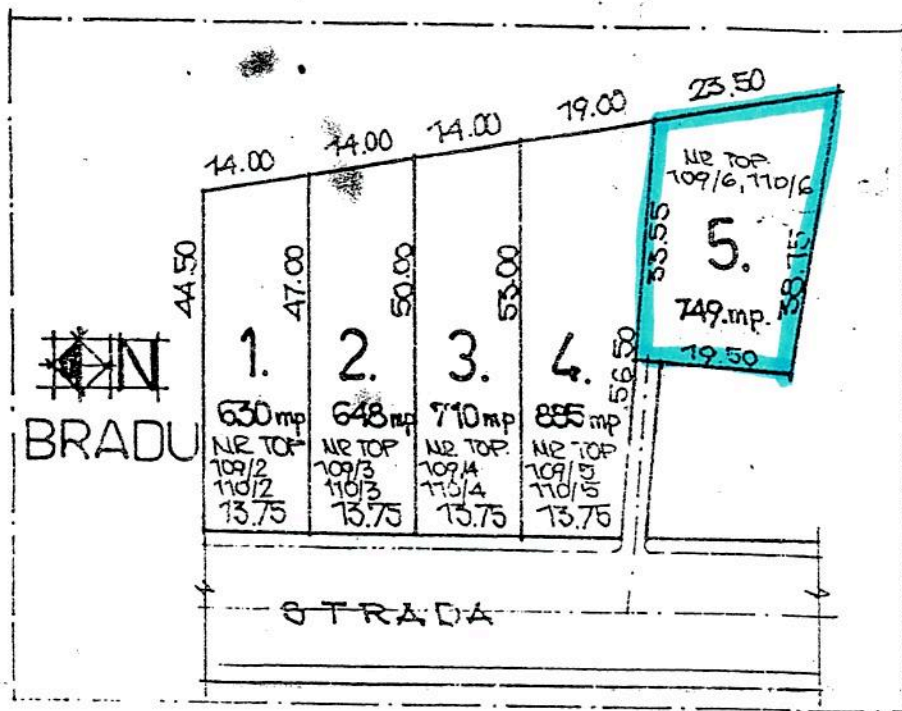 14.00
14.00
14.00
19.00
23.50
44.50
47.00
50.00
53.00
56.50
33.55
38.75
19.50
NR TOP.
109/6, 110/6
5.
749.mp.
N
BRADU
1.
630 mp
NR TOP
109/2
110/2
13.75
2.
648 mp
NR TOP
109/3
110/3
13.75
3.
710 mp
NR TOP.
109/4
110/4
13.75
4.
885 mp
NR TOP
109/5
110/5
13.75
STRADA